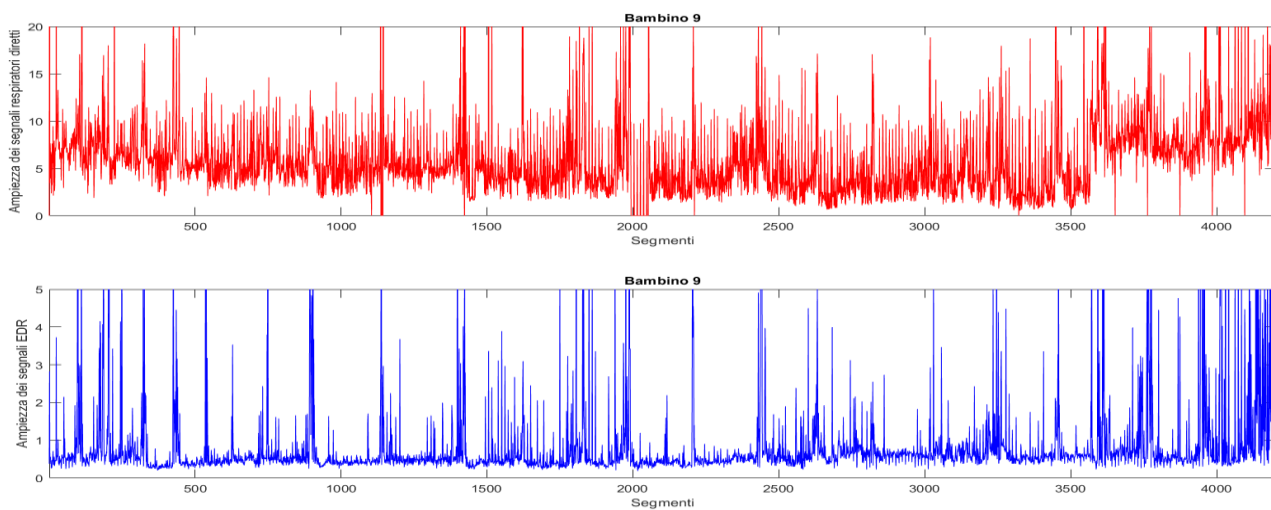 Bambino 9
Ampiezza dei segnali respiratori diretti
20
15
10
5
0
500 1000 1500 2000 2500 3000 3500 4000
Segmenti
Bambino 9
Ampiezza dei segnali EDR
5
4
3
2
1
0
500 1000 1500 2000 2500 3000 3500 4000
Segmenti